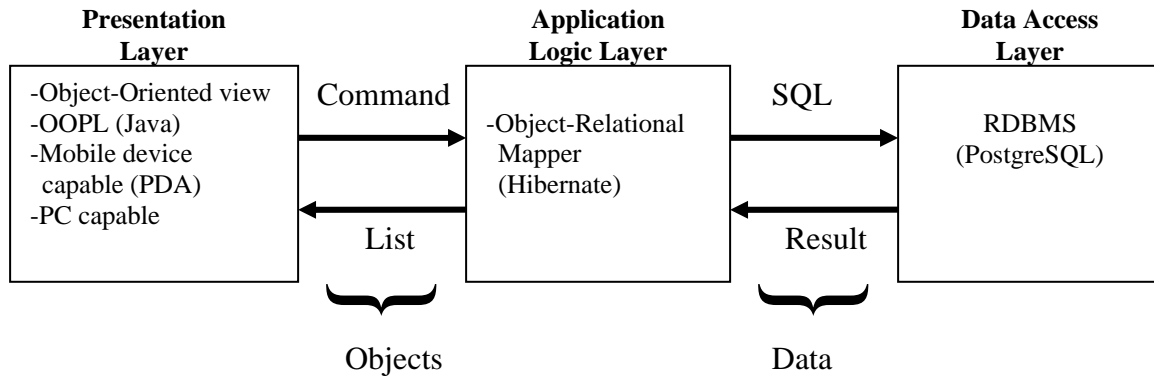 Presentation
Layer
-Object-Oriented view
-OOPL (Java)
-Mobile device
capable (PDA)
-PC capable
Command
List
Objects
Application
Logic Layer
-Object-Relational
Mapper
(Hibernate)
SQL
Result
Data
Data Access
Layer
RDBMS
(PostgreSQL)